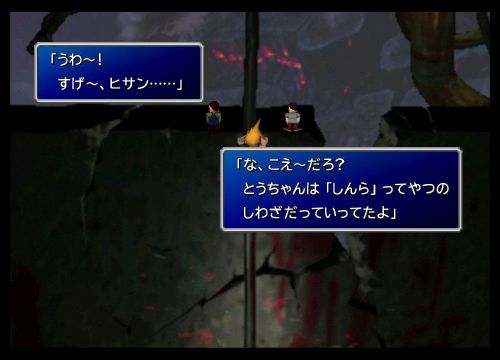 「うわ～！
すげ～、ヒサン……」
「な、こえ～だろ？
とうちゃんは「しんら」ってやつの
しわざだっていってたよ」